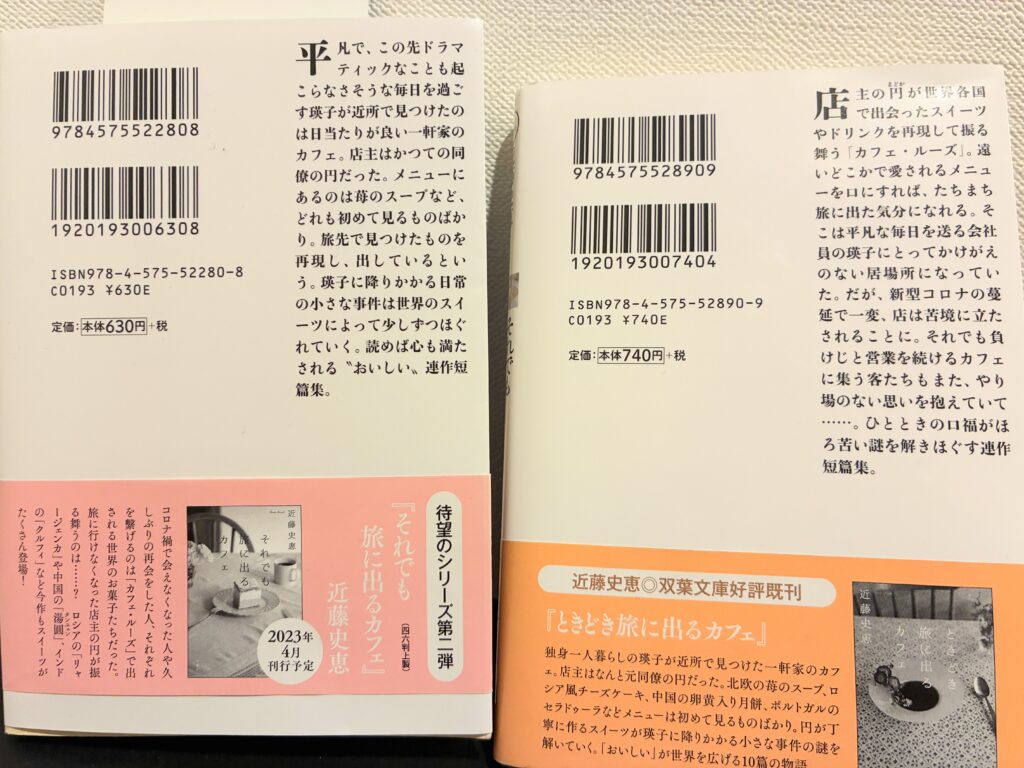 9784575522808
1920193006308
ISBN978-4-575-52280-8
C0193 ¥630E
定価：本体630円+税
平凡で、この先ドラマ
ティックなことも起
こらなさそうな毎日を過ご
す瑛子が近所で見つけたの
は日当たりが良い一軒家の
カフェ。店主はかつての同
僚の円だった。メニューに
あるのは苺のスープなど、
どれも初めて見るものばか
り。旅先で見つけたものを
再現し、出しているとい
う。瑛子に降りかかる日常
の小さな事件は世界のスイ
ーツによって少しずつほぐ
れていく。読めば心も満た
される〝おいしい〟連作短
篇集。
待望のシリーズ第二弾
『それでも
旅に出るカフェ』
(四六判上製)
近藤史恵
近藤史恵
それでも
旅に出る
カフェ
2023年
4月
刊行予定
コロナ禍で会えなくなった人や久
しぶりの再会をした人、それぞれ
を繋げるのは「カフェ・ルーズ」で出
される世界のお菓子たちだった。
旅に行けなくなった店主の円が振
る舞うのは……？　ロシアの「リャ
ージェンカ」や中国の「湯圓」、インド
の「クルフィ」など今作もスイーツが
たくさん登場！
9784575528909
1920193007404
ISBN978-4-575-52890-9
C0193 ¥740E
定価：本体740円+税
それでも
店主の円が世界各国
まどか
で出会ったスイーツ
やドリンクを再現して振る
舞う「カフェ・ルーズ」。遠
いどこかで愛されるメニュ
ーを口にすれば、たちまち
旅に出た気分になれる。そ
こは平凡な毎日を送る会社
員の瑛子にとってかけがえ
のない居場所になってい
た。だが、新型コロナの蔓
延で一変、店は苦境に立た
されることに。それでも負
けじと営業を続けるカフェ
に集う客たちもまた、やり
場のない思いを抱えていて
……。ひとときの口福がほ
ろ苦い謎を解きほぐす連作
短篇集。
近藤史恵◎双葉文庫好評既刊
『ときどき旅に出るカフェ』
独身一人暮らしの瑛子が近所で見つけた一軒家のカフ
ェ。店主はなんと元同僚の円だった。北欧の苺のスープ、ロ
シア風チーズケーキ、中国の卵黄入り月餅、ポルトガルの
セラドゥーラなどメニューは初めて見るものばかり。円が丁
寧に作るスイーツが瑛子に降りかかる小さな事件の謎を
解いていく。「おいしい」が世界を広げる10篇の物語
近藤史恵
ときどき
旅に出る
カフェ